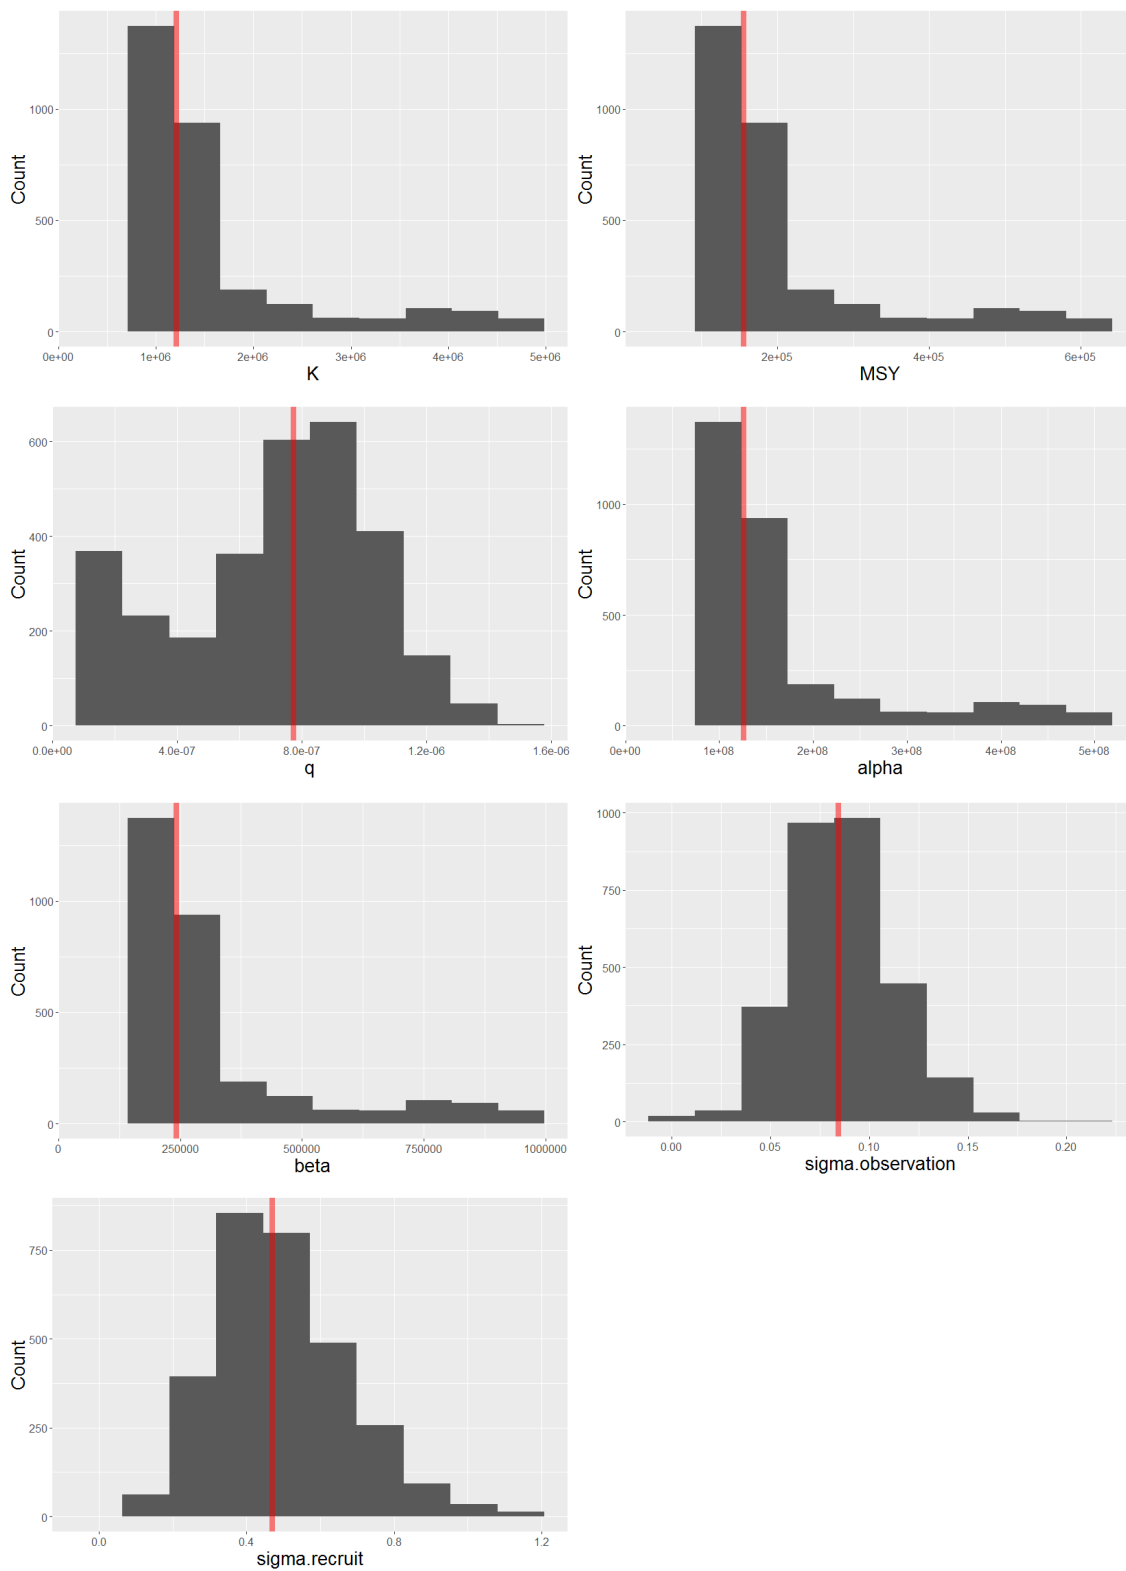 Count
1000
500
0
0e+00 1e+06 2e+06 3e+06 4e+06 5e+06
K
Count
1000
500
0
2e+05 4e+05 6e+05
MSY
Count
600
400
200
0
0.0e+00 4.0e-07 8.0e-07 1.2e-06 1.6e-06
q
Count
1000
500
0
0e+00 1e+08 2e+08 3e+08 4e+08 5e+08
alpha
Count
1000
500
0
0 250000 500000 750000 1000000
beta
Count
1000
750
500
250
0
0.00 0.05 0.10 0.15 0.20
sigma.observation
Count
750
500
250
0
0.0 0.4 0.8 1.2
sigma.recruit